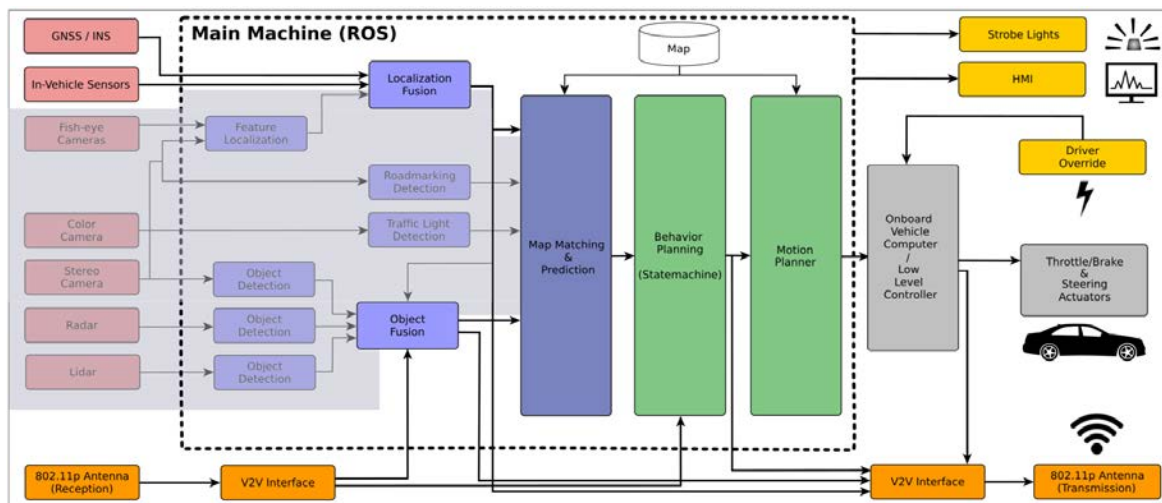 Main Machine (ROS)
GNSS / INS
In-Vehicle Sensors
Fish-eye
Cameras
Color
Camera
Stereo
Camera
Radar
Lidar
802.11p Antenna
(Reception)
Localization
Fusion
Feature
Localization
Roadmarking
Detection
Traffic Light
Detection
Object
Detection
Object
Detection
Object
Detection
Object
Fusion
V2V Interface
Map
Map Matching
&
Prediction
Behavior
Planning
(Statemachine)
Motion
Planner
Strobe Lights
HMI
Driver
Override
Onboard
Vehicle
Computer
/
Low
Level
Controller
Throttle/Brake
&
Steering
Actuators
V2V Interface
802.11p Antenna
(Transmission)